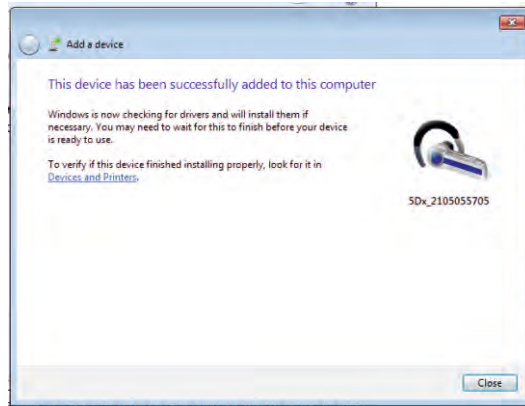 Add a device
This device has been successfully added to this computer
Windows is now checking for drivers and will install them if
necessary. You may need to wait for this to finish before your device
is ready to use.
To verify if this device finished installing properly, look for it in
Devices and Printers.
5Dx_2105055705
Close